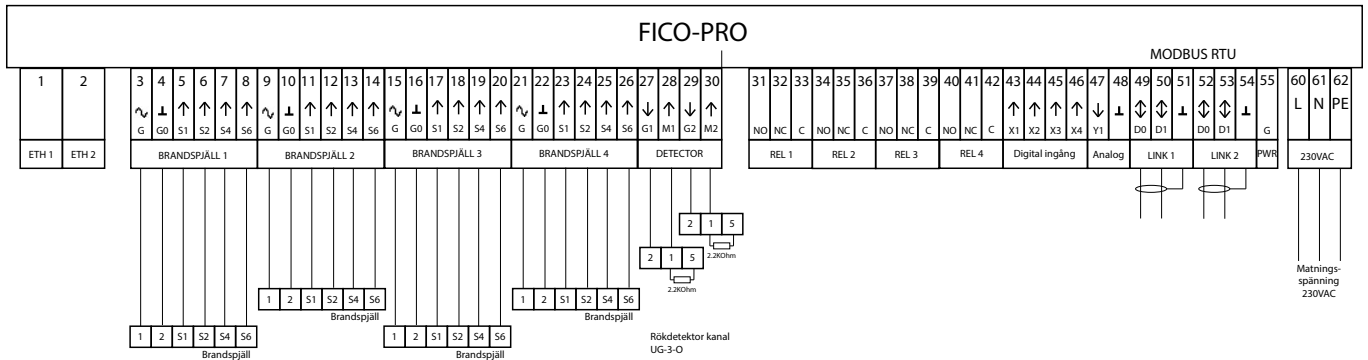 FICO-PRO
MODBUS RTU
1 2 3 4 5 6 7 8 9 10 11 12 13 14 15 16 17 18 19 20 21 22 23 24 25 26 27 28 29 30 31 32 33 34 35 36 37 38 39 40 41 42 43 44 45 46 47 48 49 50 51 52 53 54 55 60 61 62
L N PE
G G0 S1 S2 S4 S6 G G0 S1 S2 S4 S6 G G0 S1 S2 S4 S6 G G0 S1 S2 S4 S6 G1 M1 G2 M2 NO NC C NO NC C NO NC C NO NC C X1 X2 X3 X4 Y1 D0 D1 D0 D1 G
ETH 1 ETH 2 BRANDSPJÄLL 1 BRANDSPJÄLL 2 BRANDSPJÄLL 3 BRANDSPJÄLL 4 DETECTOR REL 1 REL 2 REL 3 REL 4 Digital ingång Analog LINK 1 LINK 2 PWR 230VAC
2 1 5
2.2KOhm
2 1 5
2.2KOhm
Matnings-
spänning
230VAC
1 2 S1 S2 S4 S6
Brandspjäll
1 2 S1 S2 S4 S6
Brandspjäll
1 2 S1 S2 S4 S6
Brandspjäll
1 2 S1 S2 S4 S6
Brandspjäll
Rökdetektor kanal
UG-3-O